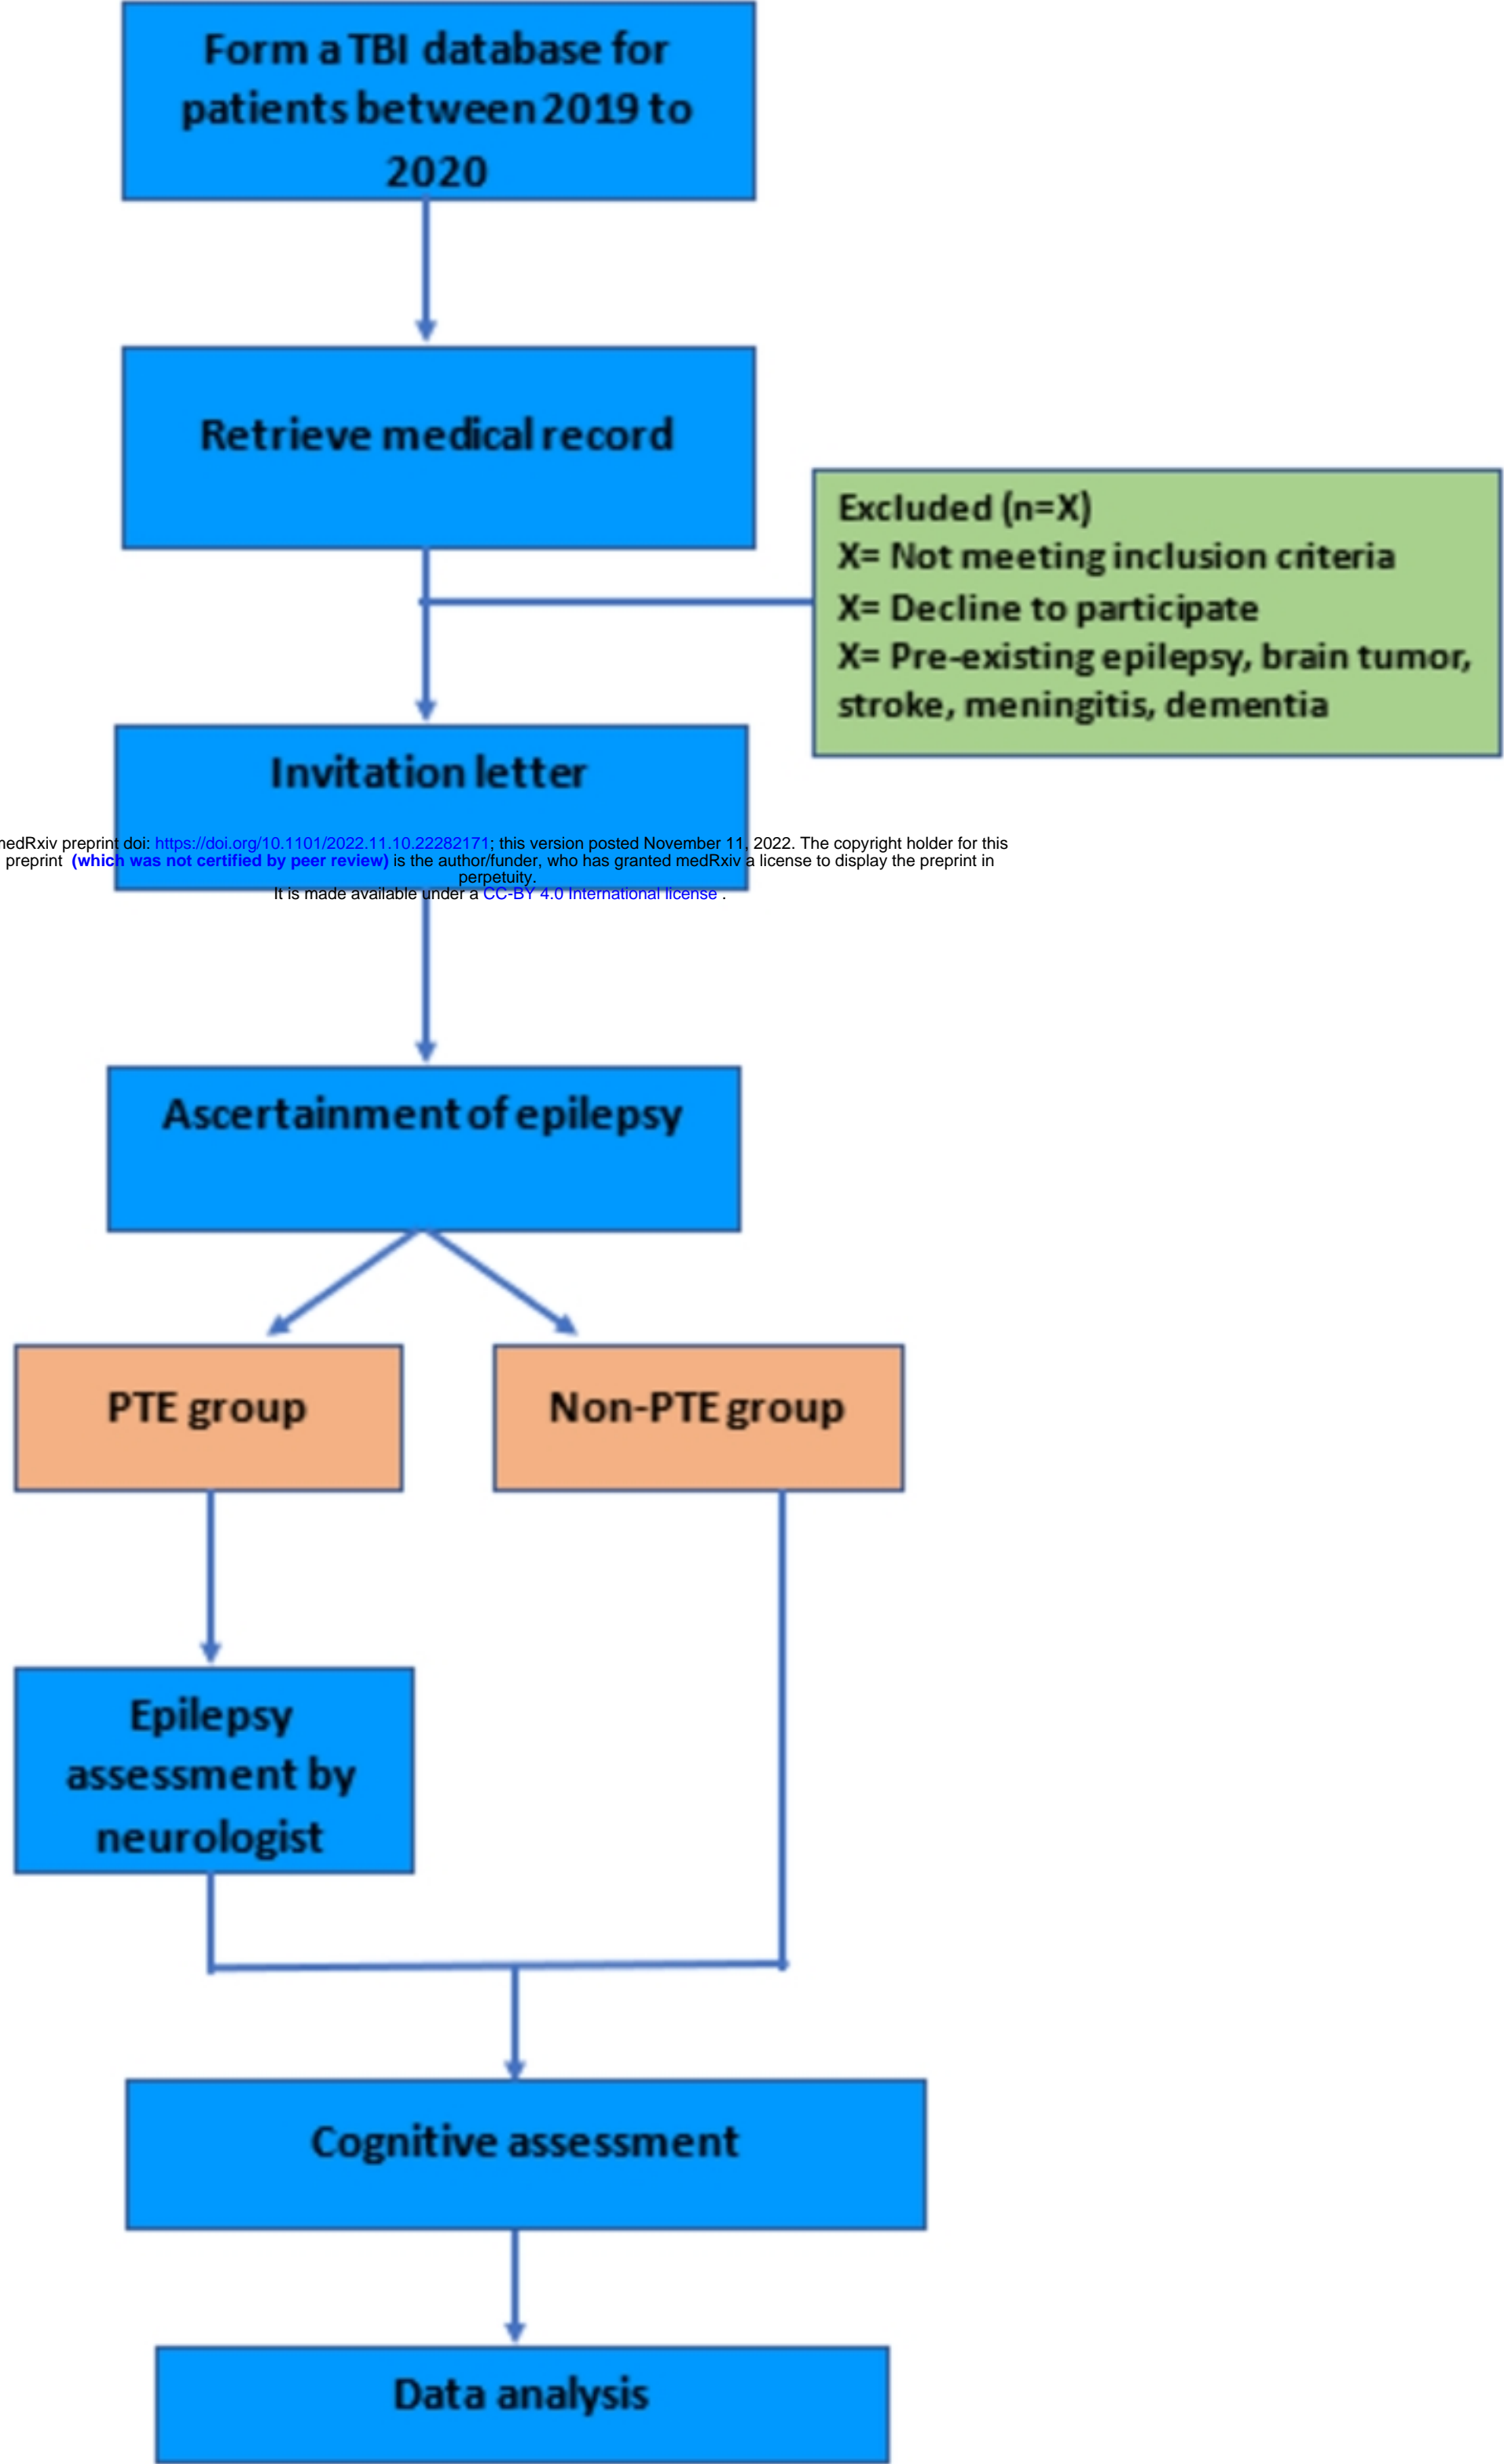 Form a TBI database for
patients between 2019 to
2020
Retrieve medical record
Excluded (n=X)
X= Not meeting inclusion criteria
X= Decline to participate
X= Pre-existing epilepsy, brain tumor,
stroke, meningitis, dementia
Invitation letter
medRxiv preprint doi: https://doi.org/10.1101/2022.11.10.22282171; this version posted November 11, 2022. The copyright holder for this
preprint (which was not certified by peer review) is the author/funder, who has granted medRxiv a license to display the preprint in
perpetuity.
It is made available under a CC-BY 4.0 International license .
Ascertainment of epilepsy
PTE group
Non-PTE group
Epilepsy
assessment by
neurologist
Cognitive assessment
Data analysis